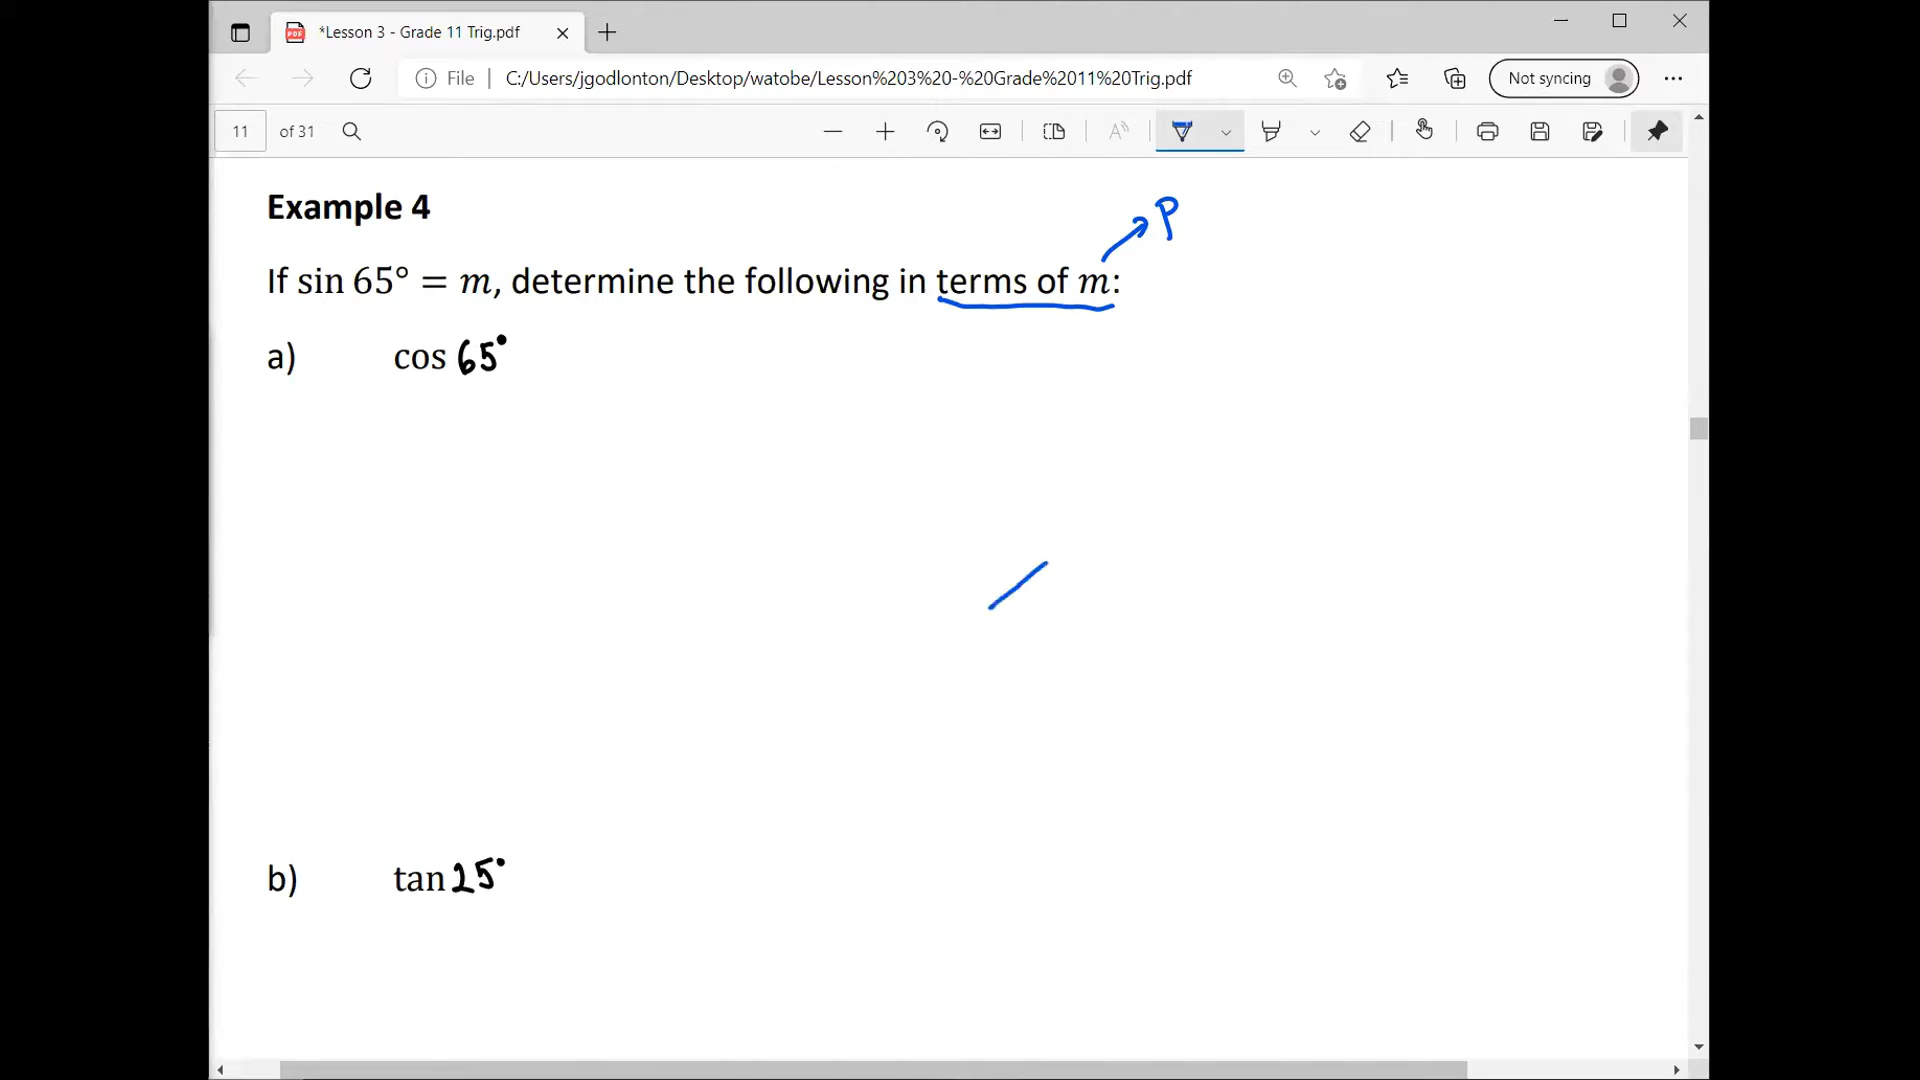 *Lesson 3 - Grade 11 Trig.pdf
File | C:/Users/jgodlonton/Desktop/watobe/Lesson%203%20-%20Grade%2011%20Trig.pdf
Not syncing
11 of 31
Example 4
P
If sin 65° = m, determine the following in terms of m:
a) cos 65°
b) tan 25°